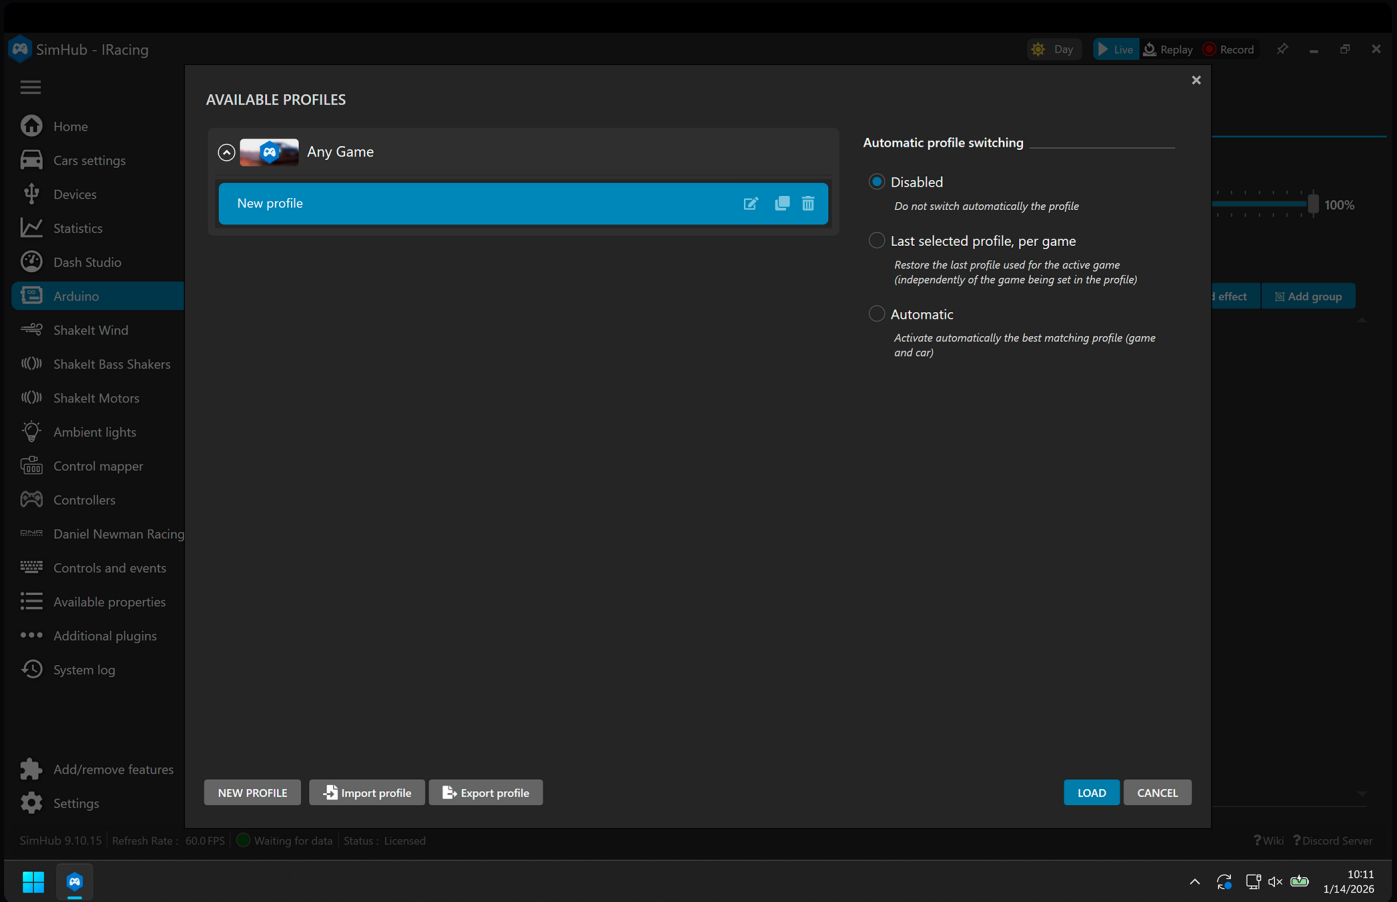 SimHub - IRacing
Day
Live
Replay
Record
Home
Cars settings
Devices
Statistics
Dash Studio
Arduino
ShakeIt Wind
ShakeIt Bass Shakers
ShakeIt Motors
Ambient lights
Control mapper
Controllers
DNR Daniel Newman Racing
Controls and events
Available properties
Additional plugins
System log
Add/remove features
Settings
AVAILABLE PROFILES
Any Game
New profile
Automatic profile switching
Disabled
Do not switch automatically the profile
Last selected profile, per game
Restore the last profile used for the active game
(independently of the game being set in the profile)
Automatic
Activate automatically the best matching profile (game
and car)
100%
effect
Add group
NEW PROFILE
Import profile
Export profile
LOAD
CANCEL
SimHub 9.10.15
Refresh Rate : 60.0 FPS
Waiting for data
Status : Licensed
? Wiki
? Discord Server
10:11
1/14/2026